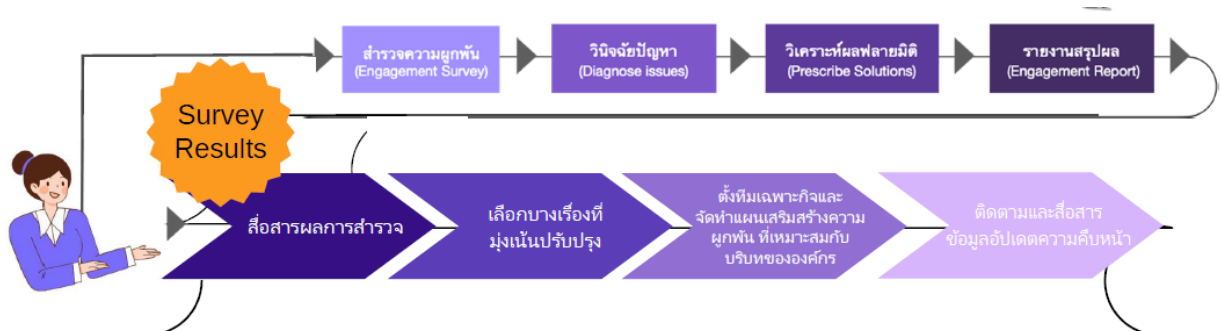 สำรวจความผูกพัน
(Engagement Survey)
วินิจฉัยปัญหา
(Diagnose issues)
วิเคราะห์ผลฟลายมิติ
(Prescribe Solutions)
รายงานสรุปผล
(Engagement Report)
Survey
Results
สื่อสารผลการสำรวจ
เลือกบางเรื่องที่
มุ่งเน้นปรับปรุง
ตั้งทีมเฉพาะกิจและ
จัดทำแผนเสริมสร้างความ
ผูกพัน ที่เหมาะสมกับ
บริบทขององค์กร
ติดตามและสื่อสาร
ข้อมูลอัปเดตความคืบหน้า